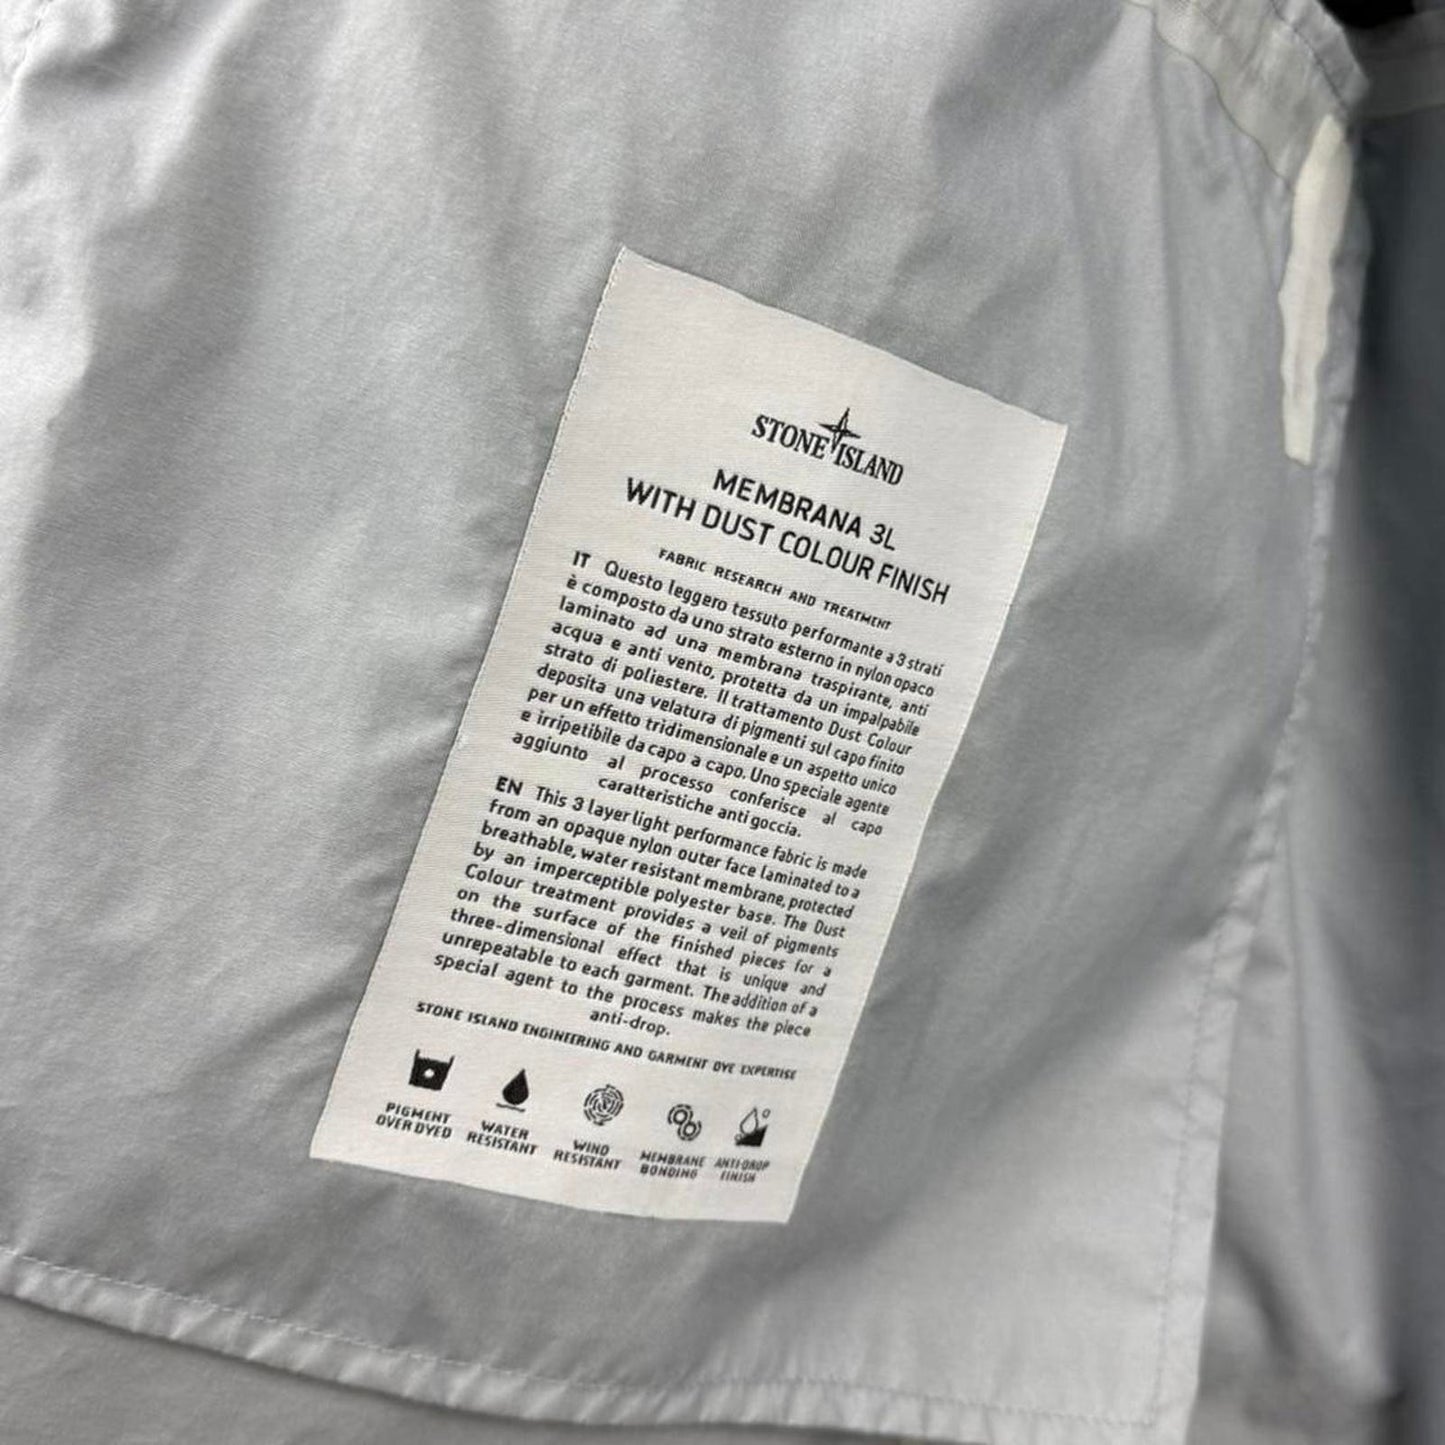 STONE ISLAND
MEMBRANA 3L
WITH DUST COLOUR FINISH
FABRIC RESEARCH AND TREATMENT
IT Questo leggero tessuto performante a 3 strati
è composto da uno strato esterno in nylon opaco
laminato ad una membrana traspirante, anti
acqua e anti vento, protetta da un impalpabile
strato di poliestere. Il trattamento Dust Colour
deposita una velatura di pigmenti sul capo finito
per un effetto tridimensionale e un aspetto unico
e irripetibile da capo a capo. Uno speciale agente
aggiunto al processo conferisce al capo
caratteristiche anti goccia.
EN This 3 layer light performance fabric is made
from an opaque nylon outer face laminated to a
breathable, water resistant membrane, protected
by an imperceptible polyester base. The Dust
Colour treatment provides a veil of pigments
on the surface of the finished pieces for a
three-dimensional effect that is unique and
unrepeatable to each garment. The addition of a
special agent to the process makes the piece
anti-drop.
STONE ISLAND ENGINEERING AND GARMENT DYE EXPERTISE
PIGMENT
OVER DYED
WATER
RESISTANT
WIND
RESISTANT
MEMBRANE
BONDING
ANTI-DROP
FINISH